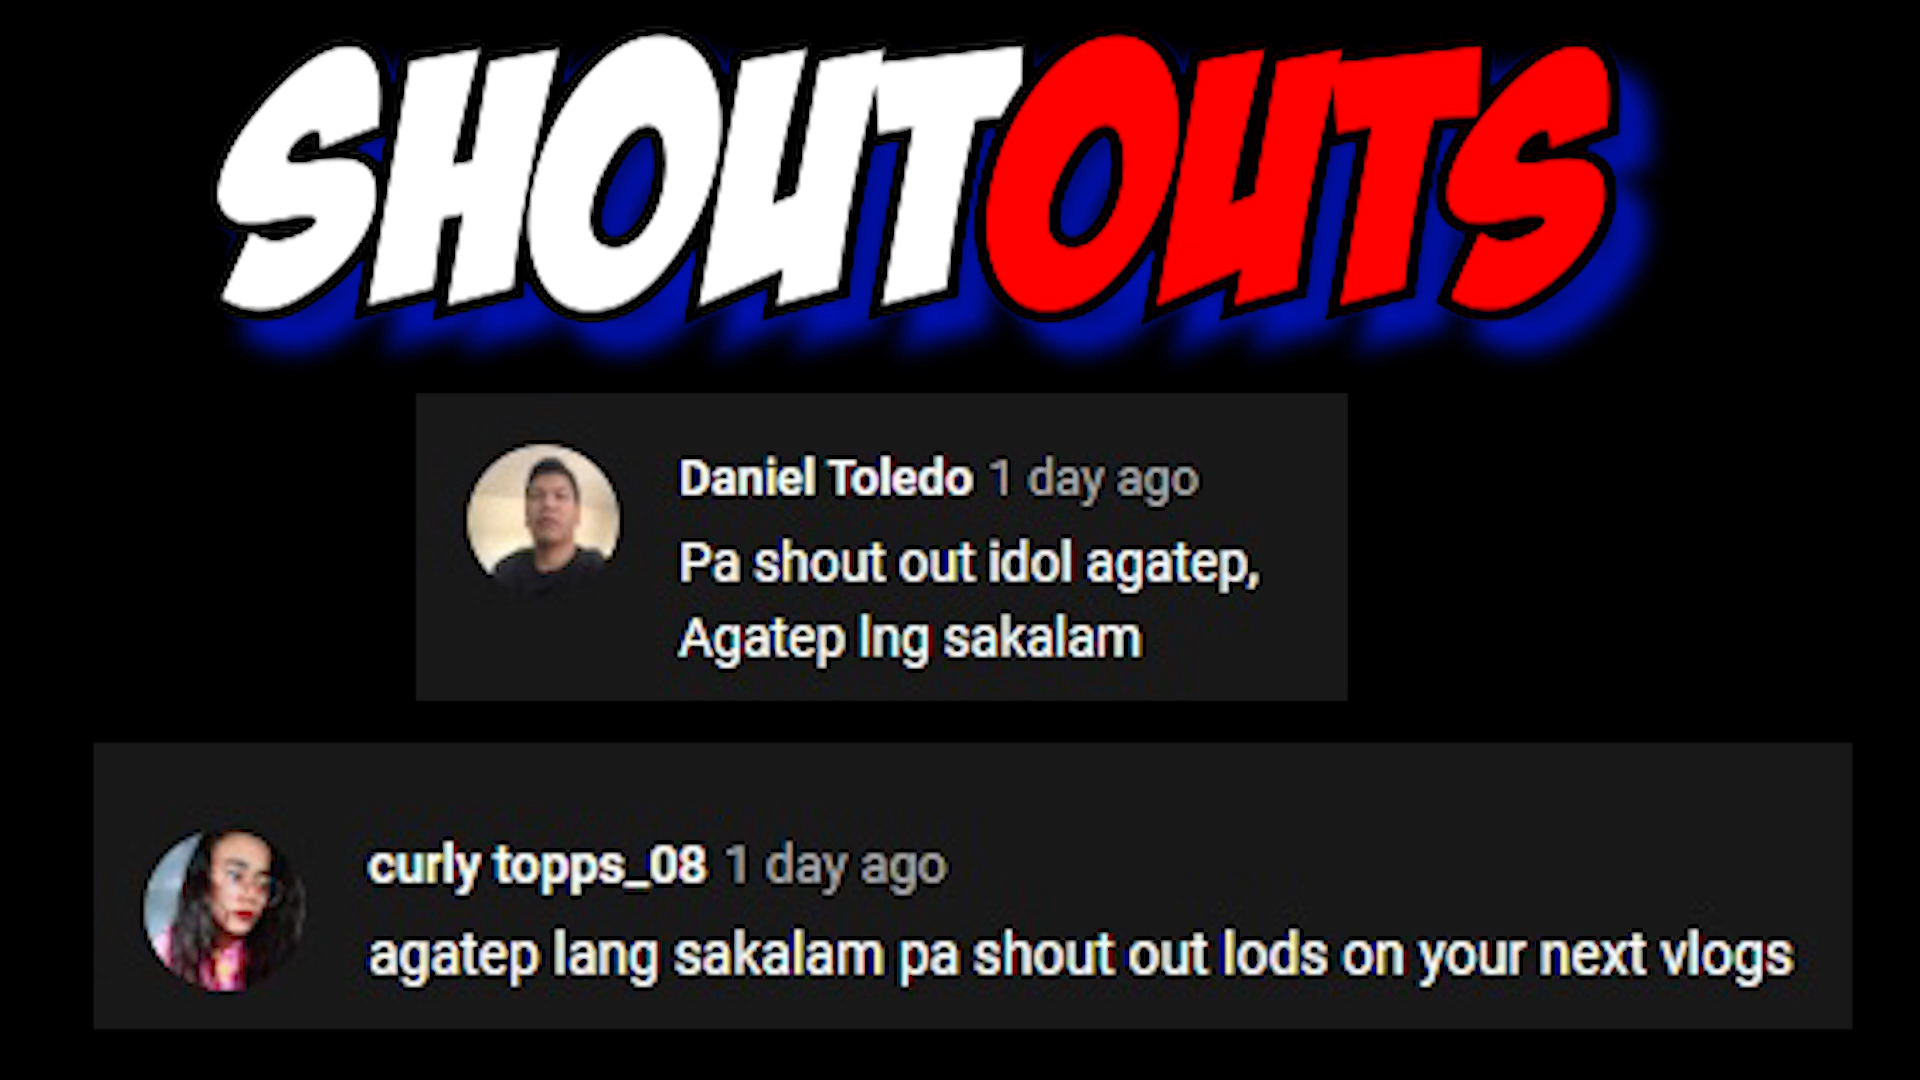 SHOUTOUTS
Daniel Toledo 1 day ago
Pa shout out idol agatep,
Agatep lng sakalam
curly topps_08 1 day ago
agatep lang sakalam pa shout out lods on your next vlogs